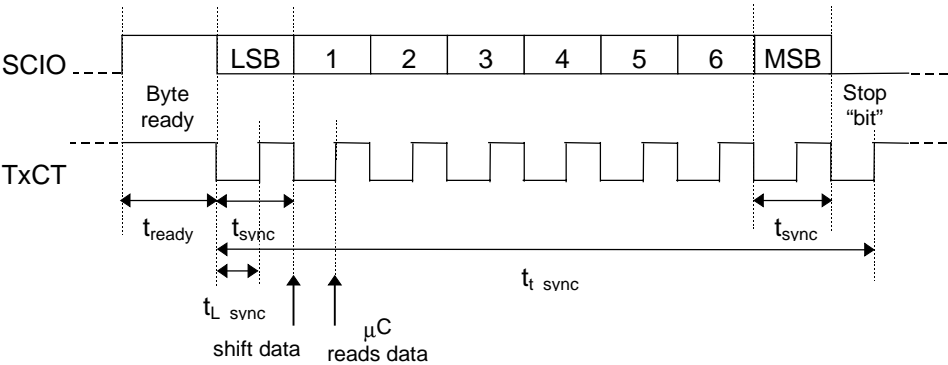 SCIO LSB 1 2 3 4 5 6 MSB
Byte
ready
Stop
“bit”
TxCT
tready tsync tsync
tt sync
tL sync
shift data
μC
reads data